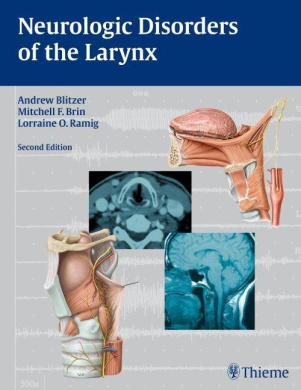 Neurologic Disorders
of the Larynx
Andrew Blitzer
Mitchell F. Brin
Lorraine O. Ramig
Second Edition
Thieme